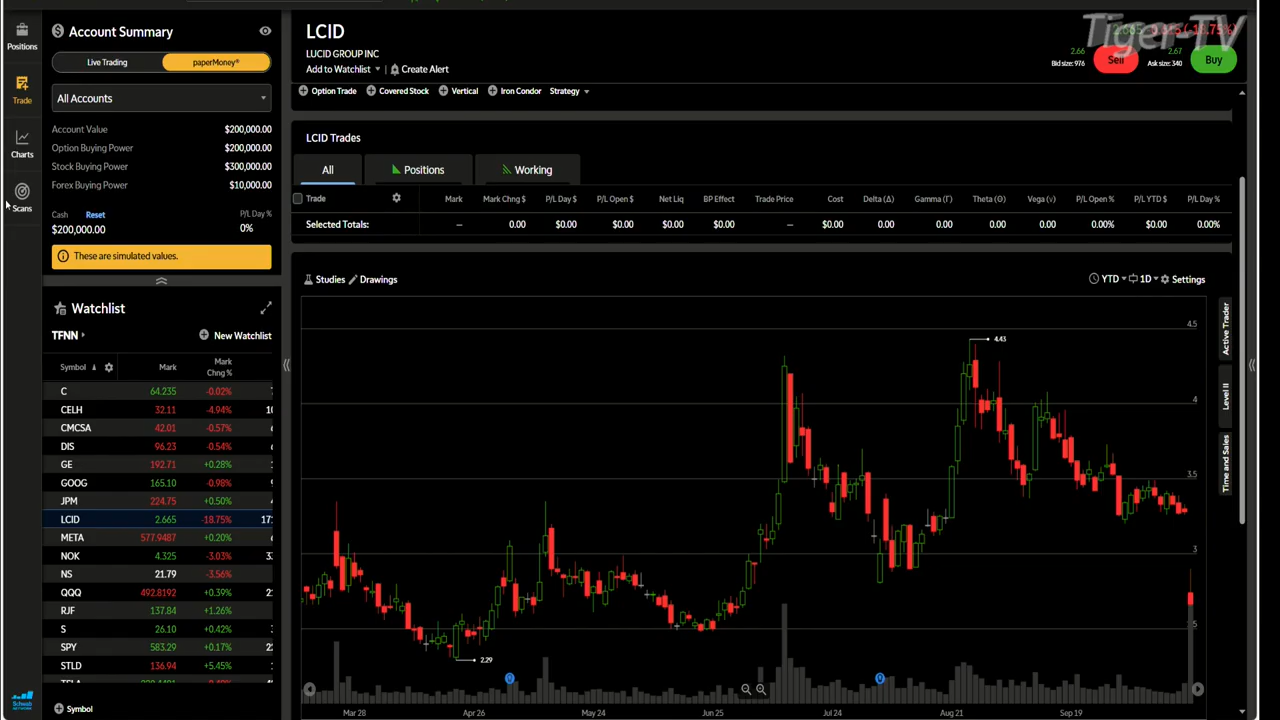 Positions
Trade
Charts
Scans
Schwab
NETWORK
Account Summary
Live Trading
paperMoney®
All Accounts
Account Value $200,000.00
Option Buying Power $200,000.00
Stock Buying Power $300,000.00
Forex Buying Power $10,000.00
Cash Reset P/L Day %
$200,000.00 0%
These are simulated values.
Watchlist
TFNN New Watchlist
Symbol Mark Mark Chng %
C 64.235 -0.02%
CELH 32.11 -4.94%
CMCSA 42.01 -0.57%
DIS 96.23 -0.54%
GE 192.71 +0.28%
GOOG 165.10 -0.98%
JPM 224.75 +0.50%
LCID 2.665 -18.75% 17
META 577.9487 +0.20%
NOK 4.325 -3.03%
NS 21.79 -3.56%
QQQ 492.8192 +0.39%
RJF 137.84 +1.26%
S 26.10 +0.42%
SPY 583.29 +0.17%
STLD 136.94 +5.45%
Symbol
LCID
LUCID GROUP INC
Add to Watchlist Create Alert
Tiger-TV
2.66
Bid size: 976
Sell
2.67
Ask size: 340
Buy
Option Trade Covered Stock Vertical Iron Condor Strategy
LCID Trades
All Positions Working
Trade Mark Mark Chng $ P/L Day $ P/L Open $ Net Liq BP Effect Trade Price Cost Delta (Δ) Gamma (Γ) Theta (Θ) Vega (ν) P/L Open % P/L YTD $ P/L Day %
Selected Totals: – 0.00 $0.00 $0.00 $0.00 $0.00 – $0.00 0.00 0.00 0.00 0.00 0.00% $0.00 0.00%
Studies Drawings YTD 1D Settings
4.5
4.43
4
3.5
3
2.29
Mar 28 Apr 26 May 24 Jun 25 Jul 24 Aug 21 Sep 19
Active Trader
Level II
Time and Sales